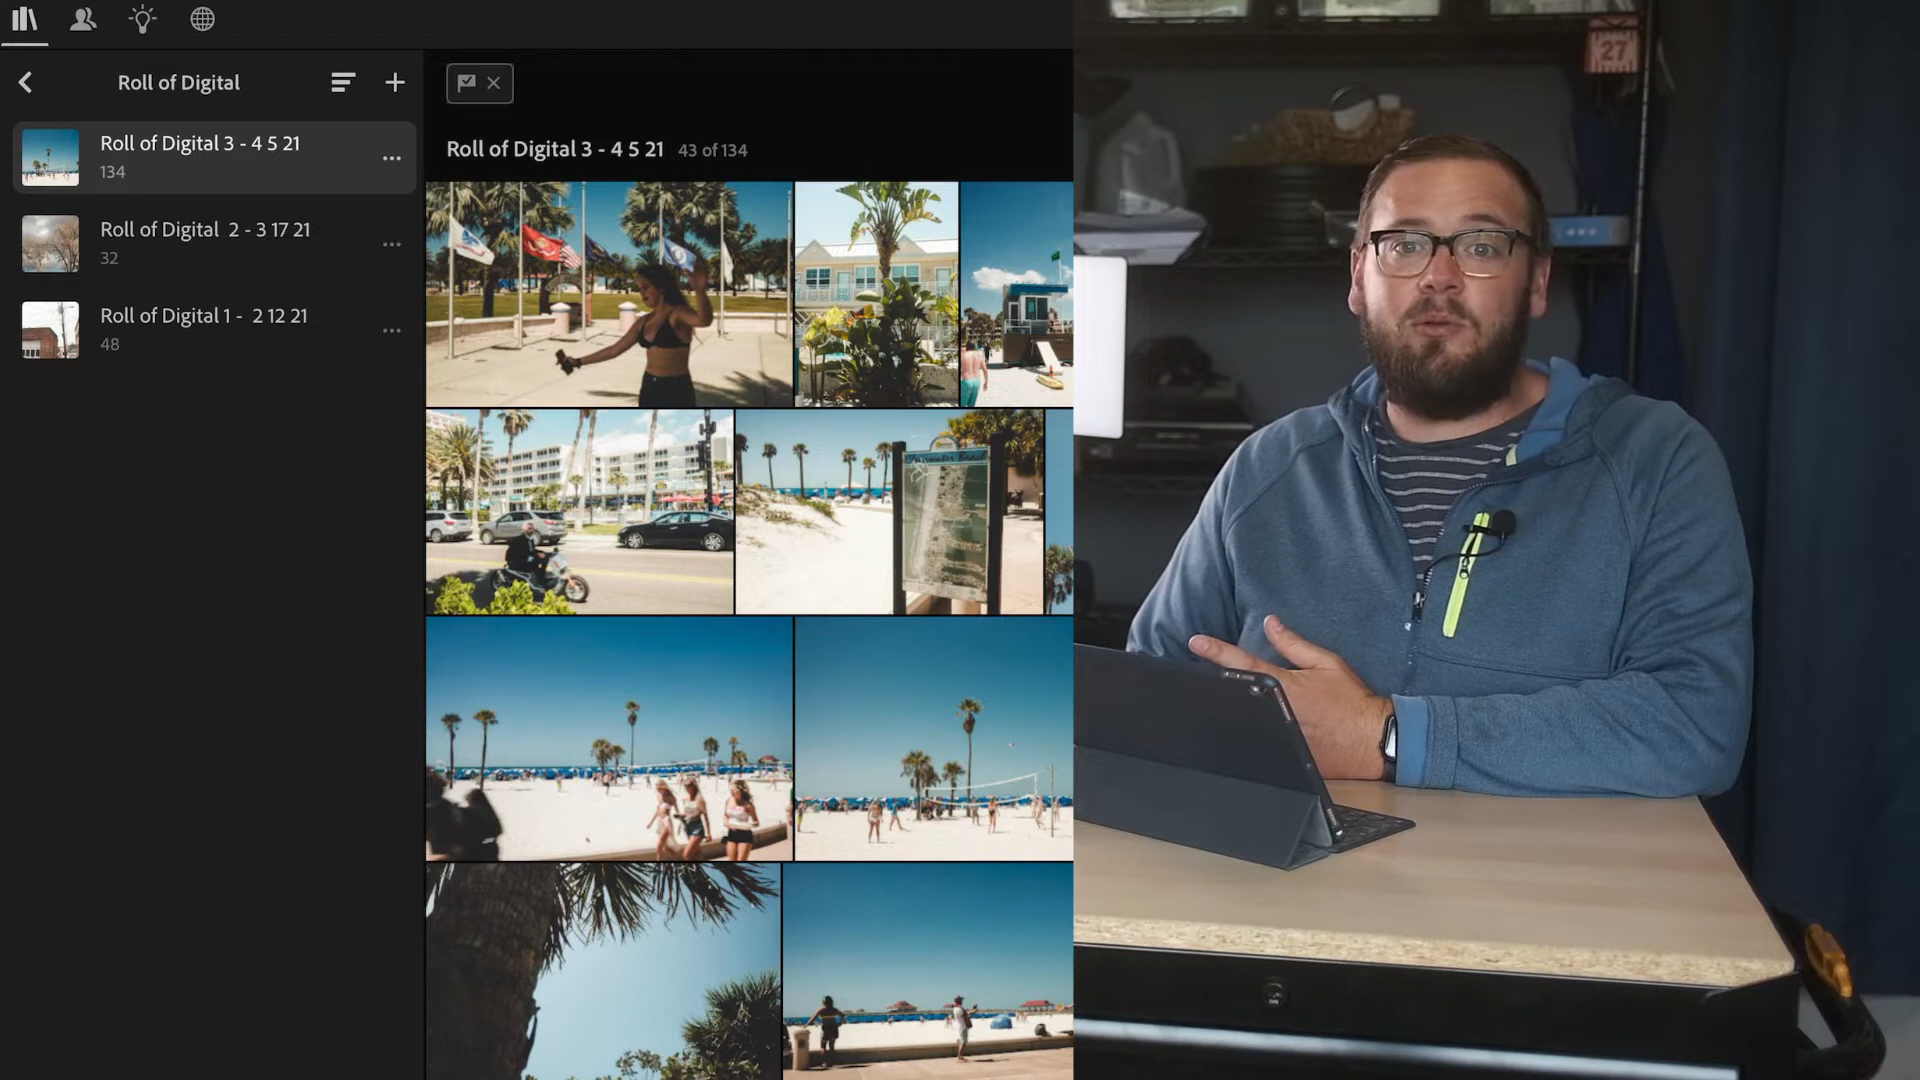 Roll of Digital
Roll of Digital 3 - 4 5 21
134
Roll of Digital 2 - 3 17 21
32
Roll of Digital 1 - 2 12 21
48
Roll of Digital 3 - 4 5 21 43 of 134
Clearwater Beach
27